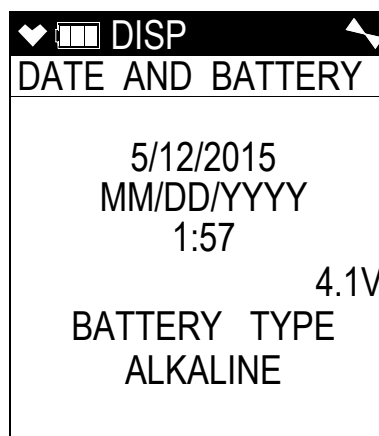 DISP
DATE AND BATTERY
5/12/2015
MM/DD/YYYY
1:57
4.1V
BATTERY TYPE
ALKALINE